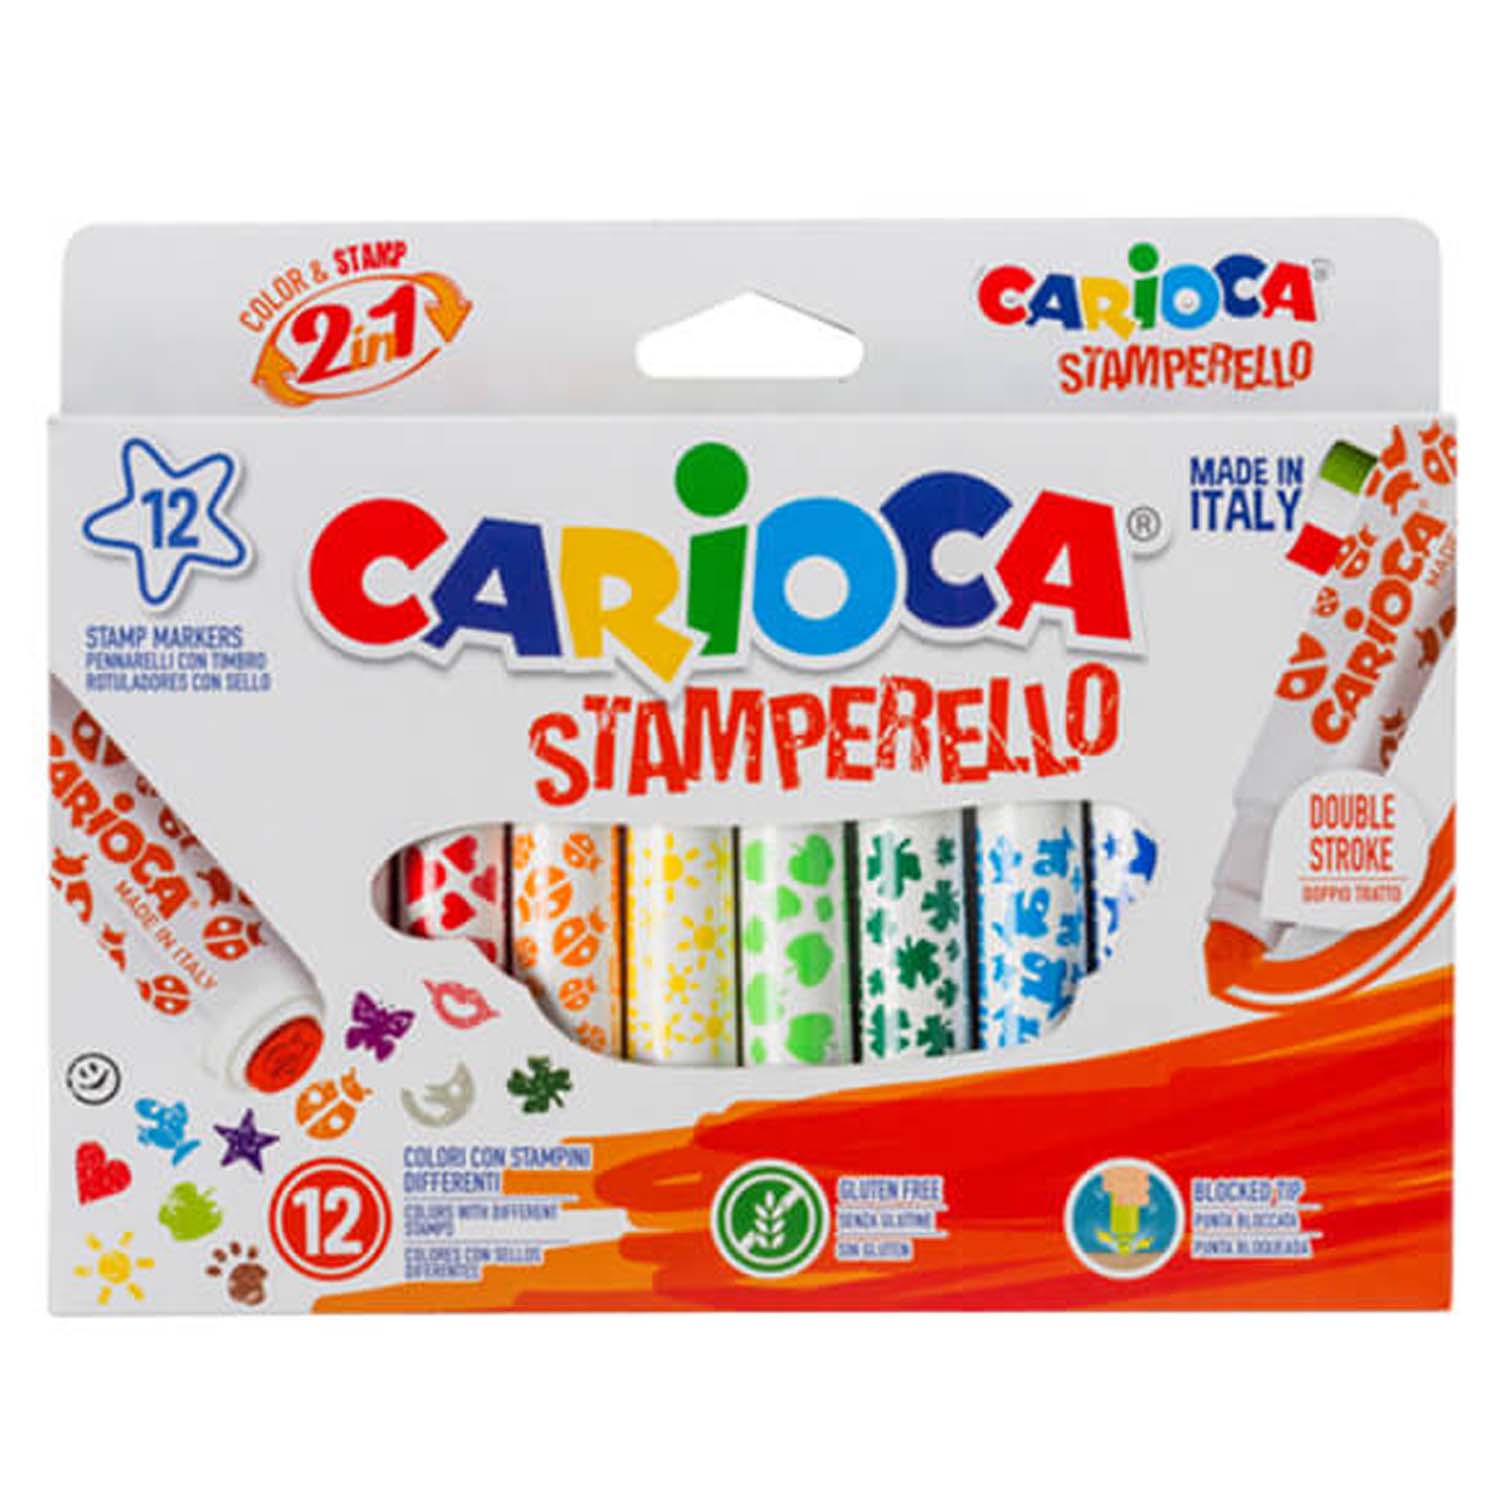 COLOR & STAMP
2in1
CARIOCA
STAMPERELLO
12
STAMP MARKERS
PENNARELLI CON TIMBRO
ROTULADORES CON SELLO
CARIOCA®
STAMPERELLO
MADE IN
ITALY
CARIOCA
MADE
DOUBLE
STROKE
DOPPIO TRATTO
CARIOCA®
MADE IN ITALY
12
COLORI CON STAMPINI
DIFFERENTI
COLORS WITH DIFFERENT
STAMPS
COLORES CON SELLOS
DIFERENTES
GLUTEN FREE
SENZA GLUTINE
SIN GLUTEN
BLOCKED TIP
PUNTA BLOCCATA
PUNTA BLOQUEADA